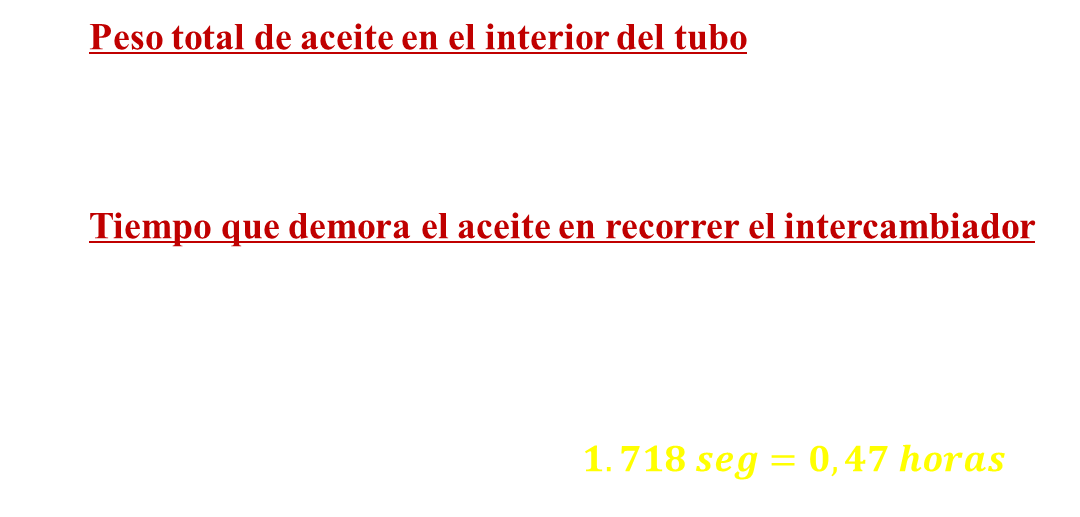 Peso total de aceite en el interior del tubo
Tiempo que demora el aceite en recorrer el intercambiador
1.718 seg = 0,47 horas